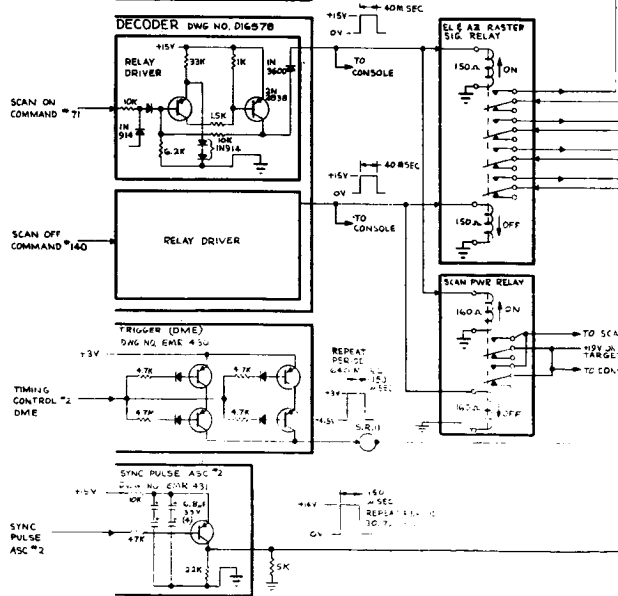 DECODER DWG NO. D16578
RELAY
DRIVER
+15V
33K
1K
1N
3600
2N
3838
10K
1.5K
1N
914
6.2K
10K
1N914
SCAN ON
COMMAND #71
+15V
0V
40 M SEC
TO
CONSOLE
EL & AZ RASTER
SIG. RELAY
150Ω
ON
150Ω
OFF
SCAN OFF
COMMAND #140
RELAY DRIVER
+15V
0V
40 M SEC
TO
CONSOLE
SCAN PWR RELAY
160Ω
ON
160Ω
OFF
TO SCA
+19V
TARGE
TO CON
TRIGGER (DME)
DWG NO. EMR 430
+3V
4.7K
4.7K
4.7K
4.7K
TIMING
CONTROL #2
DME
REPEAT
150
+3V
SYNC PULSE ASC #2
DWG NO. EMR 431
+15V
10K
6.8μf
35V
(4)
47K
22K
SYNC
PULSE
ASC #2
0V
REPEAT
5K